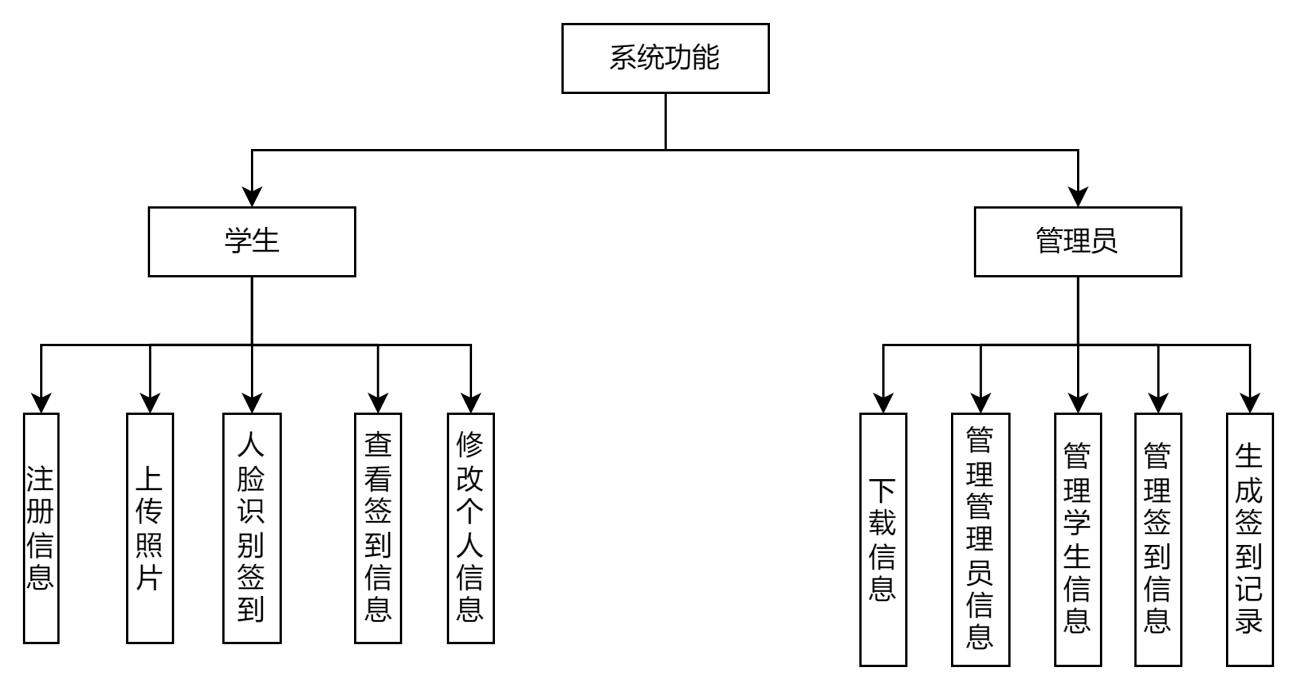 系统功能
学生
管理员
注册信息
上传照片
人脸识别签到
查看签到信息
修改个人信息
下载信息
管理管理员信息
管理学生信息
管理签到信息
生成签到记录